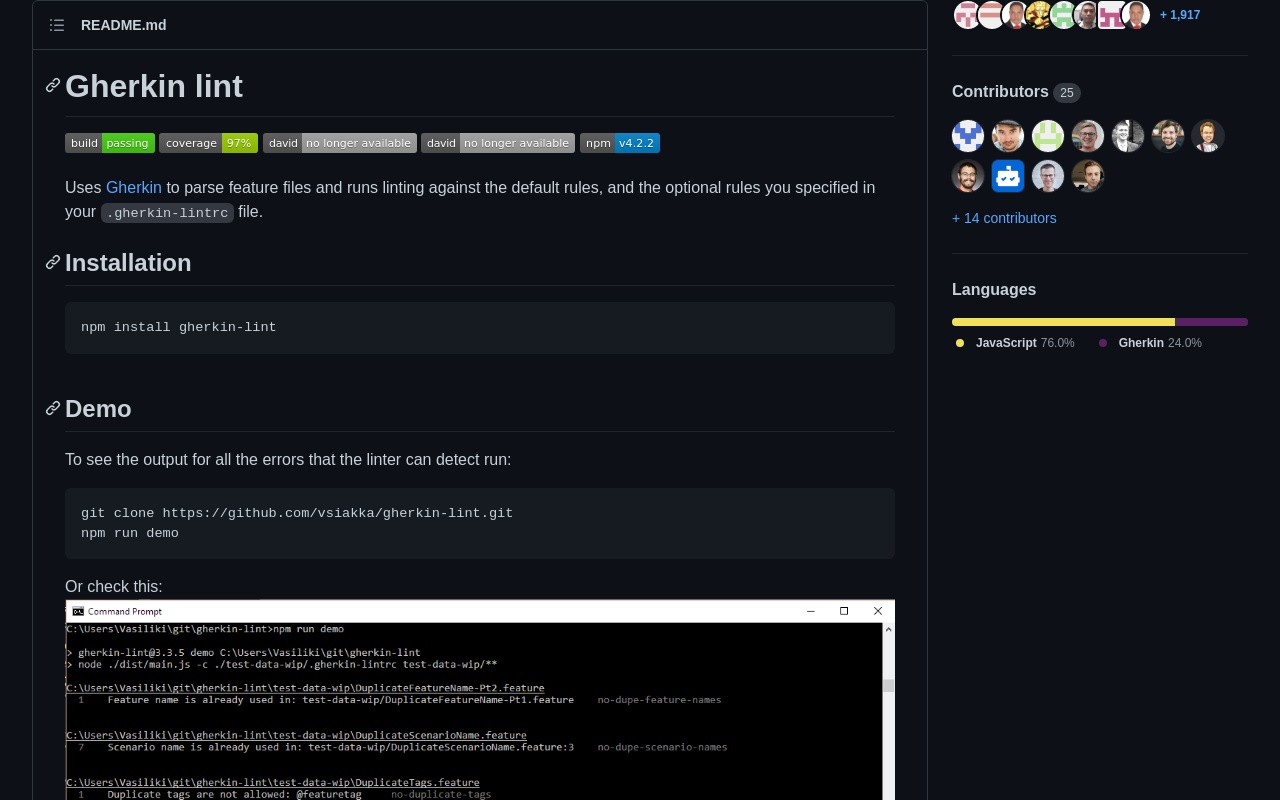 README.md
Gherkin lint
build passing coverage 97% david no longer available david no longer available npm v4.2.2
Uses Gherkin to parse feature files and runs linting against the default rules, and the optional rules you specified in
your .gherkin-lintrc file.
Installation
npm install gherkin-lint
Demo
To see the output for all the errors that the linter can detect run:
git clone https://github.com/vsiakka/gherkin-lint.git
npm run demo
Or check this:
Command Prompt
C:\Users\Vasiliki\git\gherkin-lint>npm run demo
> gherkin-lint@3.3.5 demo C:\Users\Vasiliki\git\gherkin-lint
> node ./dist/main.js -c ./test-data-wip/.gherkin-lintrc test-data-wip/**
C:\Users\Vasiliki\git\gherkin-lint\test-data-wip\DuplicateFeatureName-Pt2.feature
1 Feature name is already used in: test-data-wip/DuplicateFeatureName-Pt1.feature no-dupe-feature-names
C:\Users\Vasiliki\git\gherkin-lint\test-data-wip\DuplicateScenarioName.feature
7 Scenario name is already used in: test-data-wip/DuplicateScenarioName.feature:3 no-dupe-scenario-names
C:\Users\Vasiliki\git\gherkin-lint\test-data-wip\DuplicateTags.feature
1 Duplicate tags are not allowed: @featuretag no-duplicate-tags
+ 1,917
Contributors 25
+ 14 contributors
Languages
JavaScript 76.0% Gherkin 24.0%